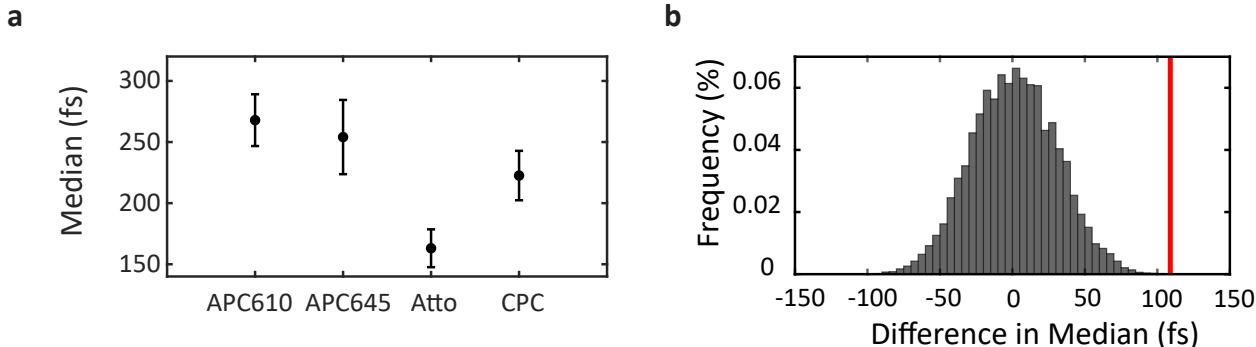 a
Median (fs)
300
250
200
150
APC610 APC645 Atto CPC
b
Frequency (%)
0.06
0.04
0.02
0
-150 -100 -50 0 50 100 150
Difference in Median (fs)